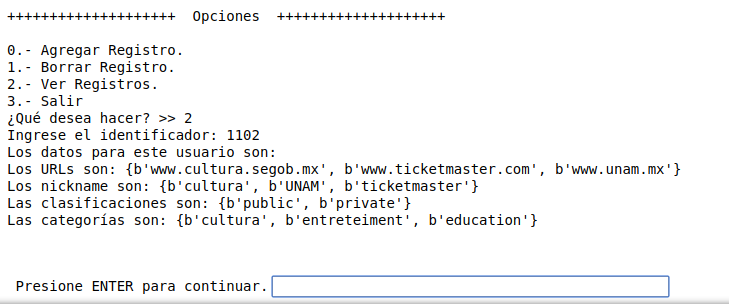 ++++++++++++++++++++ Opciones ++++++++++++++++++++
0.- Agregar Registro.
1.- Borrar Registro.
2.- Ver Registros.
3.- Salir
¿Qué desea hacer? >> 2
Ingrese el identificador: 1102
Los datos para este usuario son:
Los URLs son: {b'www.cultura.segob.mx', b'www.ticketmaster.com', b'www.unam.mx'}
Los nickname son: {b'cultura', b'UNAM', b'ticketmaster'}
Las clasificaciones son: {b'public', b'private'}
Las categorías son: {b'cultura', b'entreteiment', b'education'}
Presione ENTER para continuar.